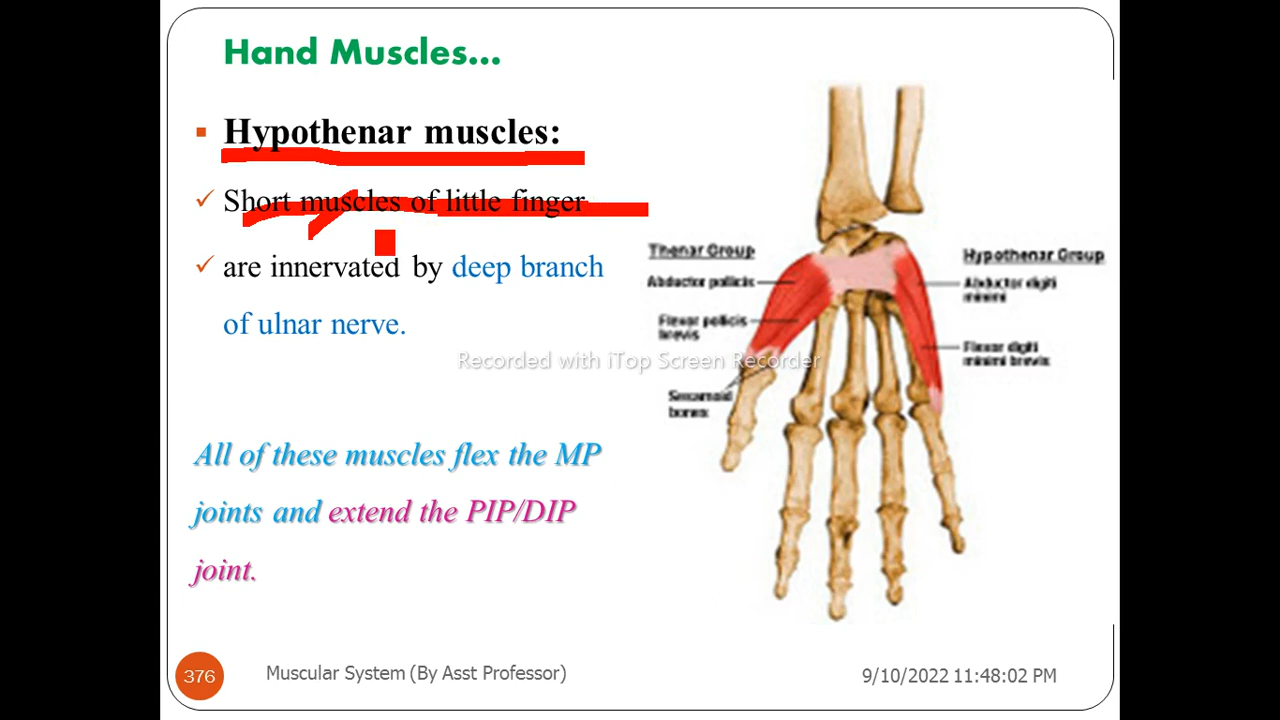 Hand Muscles...
Hypothenar muscles:
Short muscles of little finger
are innervated by deep branch
of ulnar nerve.
All of these muscles flex the MP
joints and extend the PIP/DIP
joint.
Thenar Group
Abductor pollicis
Flexor pollicis
brevis
Sesamoid
bones
Hypothenar Group
Abductor digiti
minimi
Flexor digiti
minimi brevis
Recorded with iTop Screen Recorder
376
Muscular System (By Asst Professor)
9/10/2022 11:48:02 PM